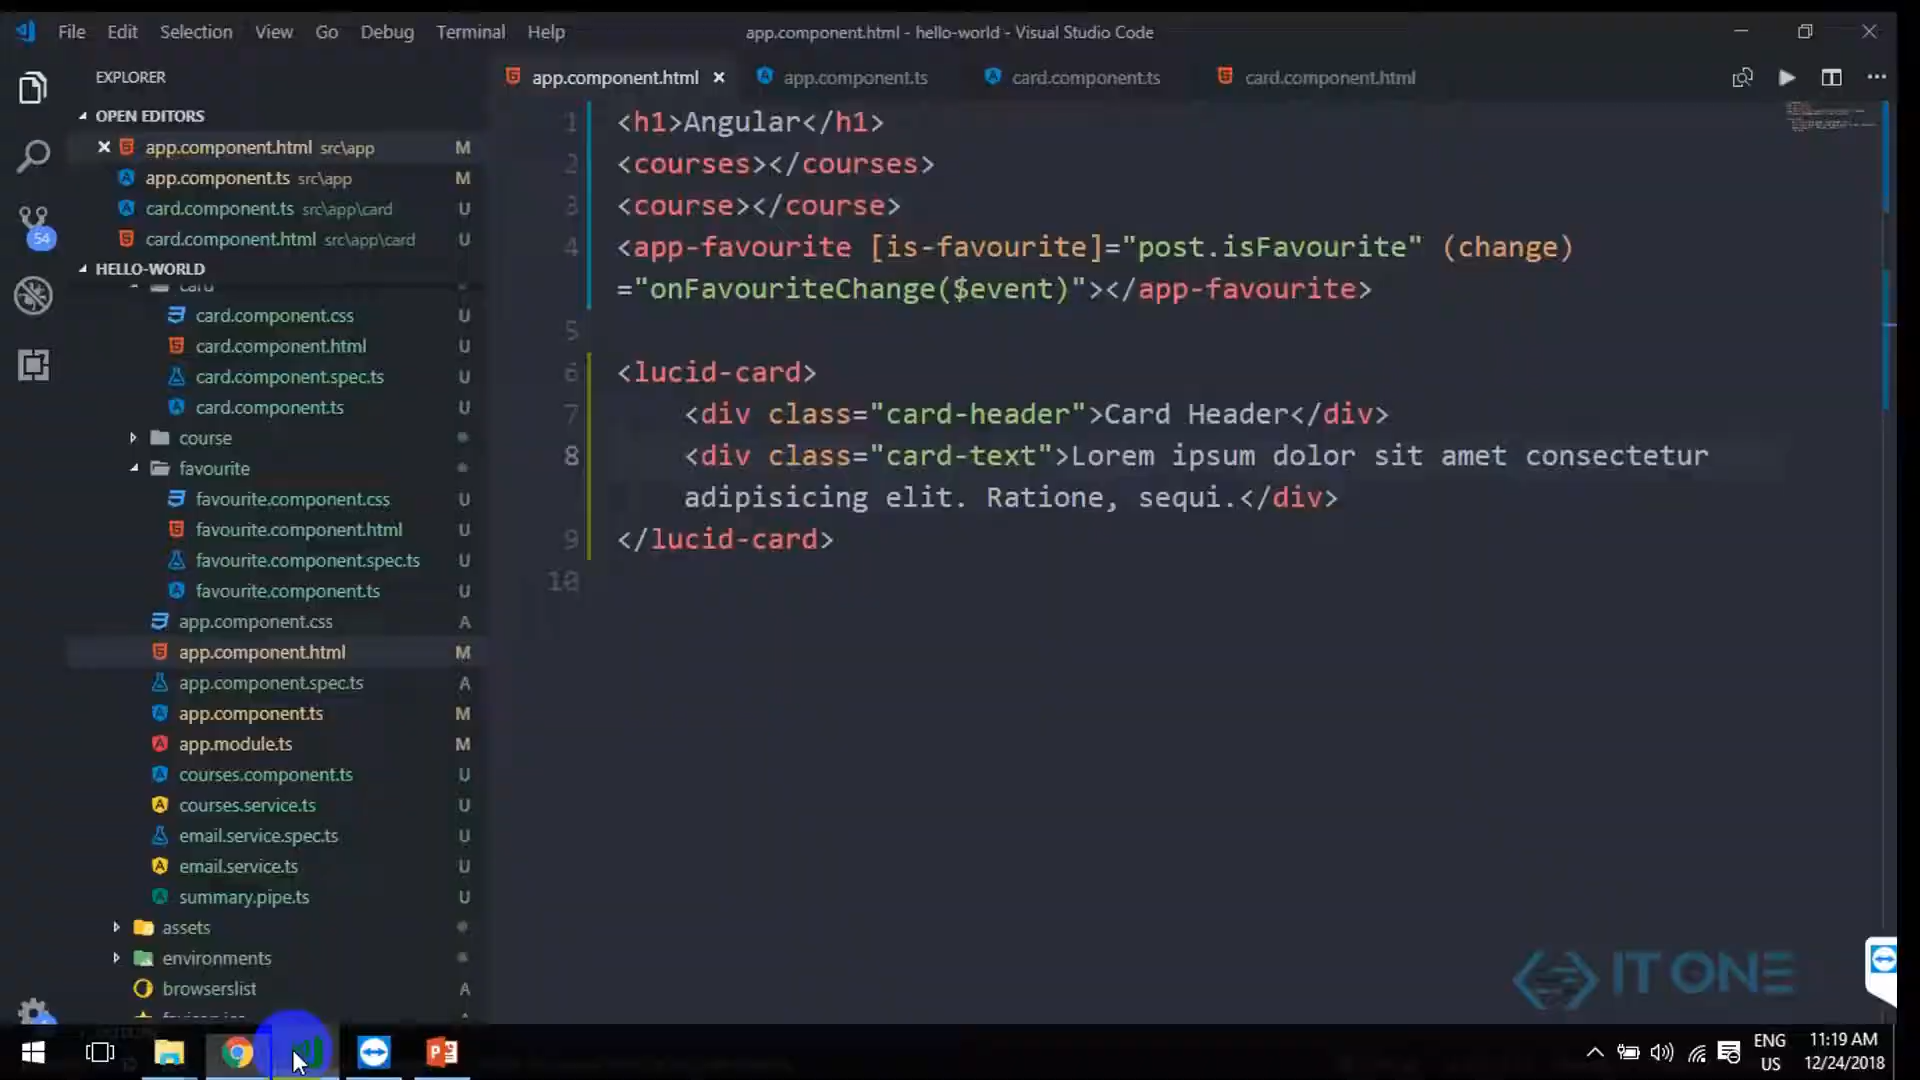 File Edit Selection View Go Debug Terminal Help
app.component.html - hello-world - Visual Studio Code
EXPLORER
OPEN EDITORS
app.component.html src\app M
app.component.ts src\app M
card.component.ts src\app\card U
card.component.html src\app\card U
HELLO-WORLD
card
card.component.css U
card.component.html U
card.component.spec.ts U
card.component.ts U
course
favourite
favourite.component.css U
favourite.component.html U
favourite.component.spec.ts U
favourite.component.ts U
app.component.css A
app.component.html M
app.component.spec.ts A
app.component.ts M
app.module.ts M
courses.component.ts U
courses.service.ts U
email.service.spec.ts U
email.service.ts U
summary.pipe.ts U
assets
environments
browserslist A
54
app.component.html app.component.ts card.component.ts card.component.html
1 <h1>Angular</h1>
2 <courses></courses>
3 <course></course>
4 <app-favourite [is-favourite]="post.isFavourite" (change)
="onFavouriteChange($event)"></app-favourite>
5
6 <lucid-card>
7 <div class="card-header">Card Header</div>
8 <div class="card-text">Lorem ipsum dolor sit amet consectetur
adipisicing elit. Ratione, sequi.</div>
9 </lucid-card>
10
IT ONE
ENG
US
11:19 AM
12/24/2018